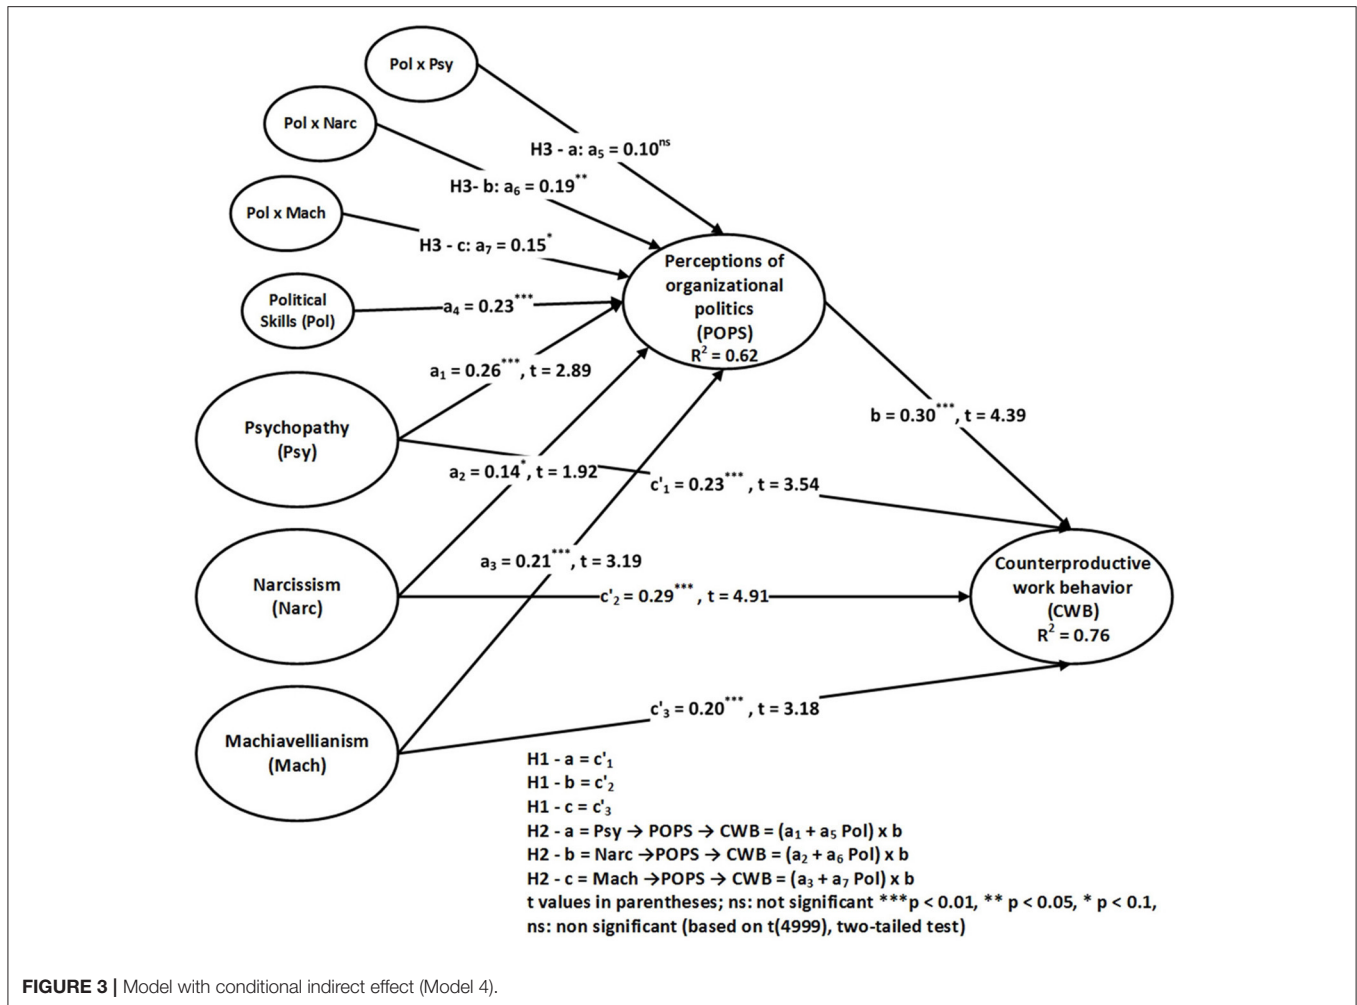 Pol x Psy
Pol x Narc
H3 - a: a₅ = 0.10ⁿˢ
H3- b: a₆ = 0.19**
Pol x Mach
H3 - c: a₇ = 0.15*
Perceptions of
organizational
politics
(POPS)
R² = 0.62
Political
Skills (Pol)
a₄ = 0.23***
a₁ = 0.26***, t = 2.89
b = 0.30***, t = 4.39
Psychopathy
(Psy)
a₂ = 0.14*, t = 1.92
c'₁ = 0.23*** , t = 3.54
a₃ = 0.21***, t = 3.19
Narcissism
(Narc)
c'₂ = 0.29*** , t = 4.91
Counterproductive
work behavior
(CWB)
R² = 0.76
c'₃ = 0.20*** , t = 3.18
Machiavellianism
(Mach)
H1 - a = c'₁
H1 - b = c'₂
H1 - c = c'₃
H2 - a = Psy → POPS → CWB = (a₁ + a₅ Pol) x b
H2 - b = Narc →POPS → CWB = (a₂ + a₆ Pol) x b
H2 - c = Mach →POPS → CWB = (a₃ + a₇ Pol) x b
t values in parentheses; ns: not significant ***p < 0.01, ** p < 0.05, * p < 0.1,
ns: non significant (based on t(4999), two-tailed test)
FIGURE 3 | Model with conditional indirect effect (Model 4).